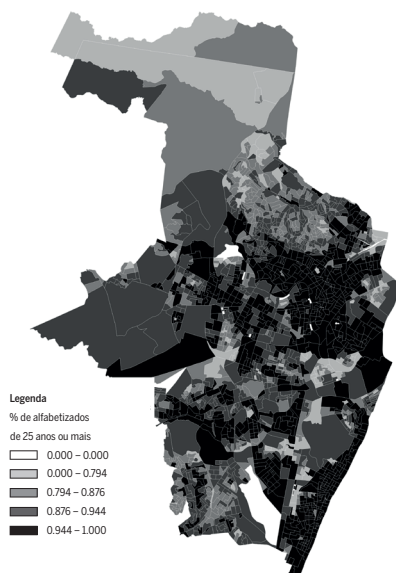 Legenda
% de alfabetizados
de 25 anos ou mais
0.000 – 0.000
0.000 – 0.794
0.794 – 0.876
0.876 – 0.944
0.944 – 1.000